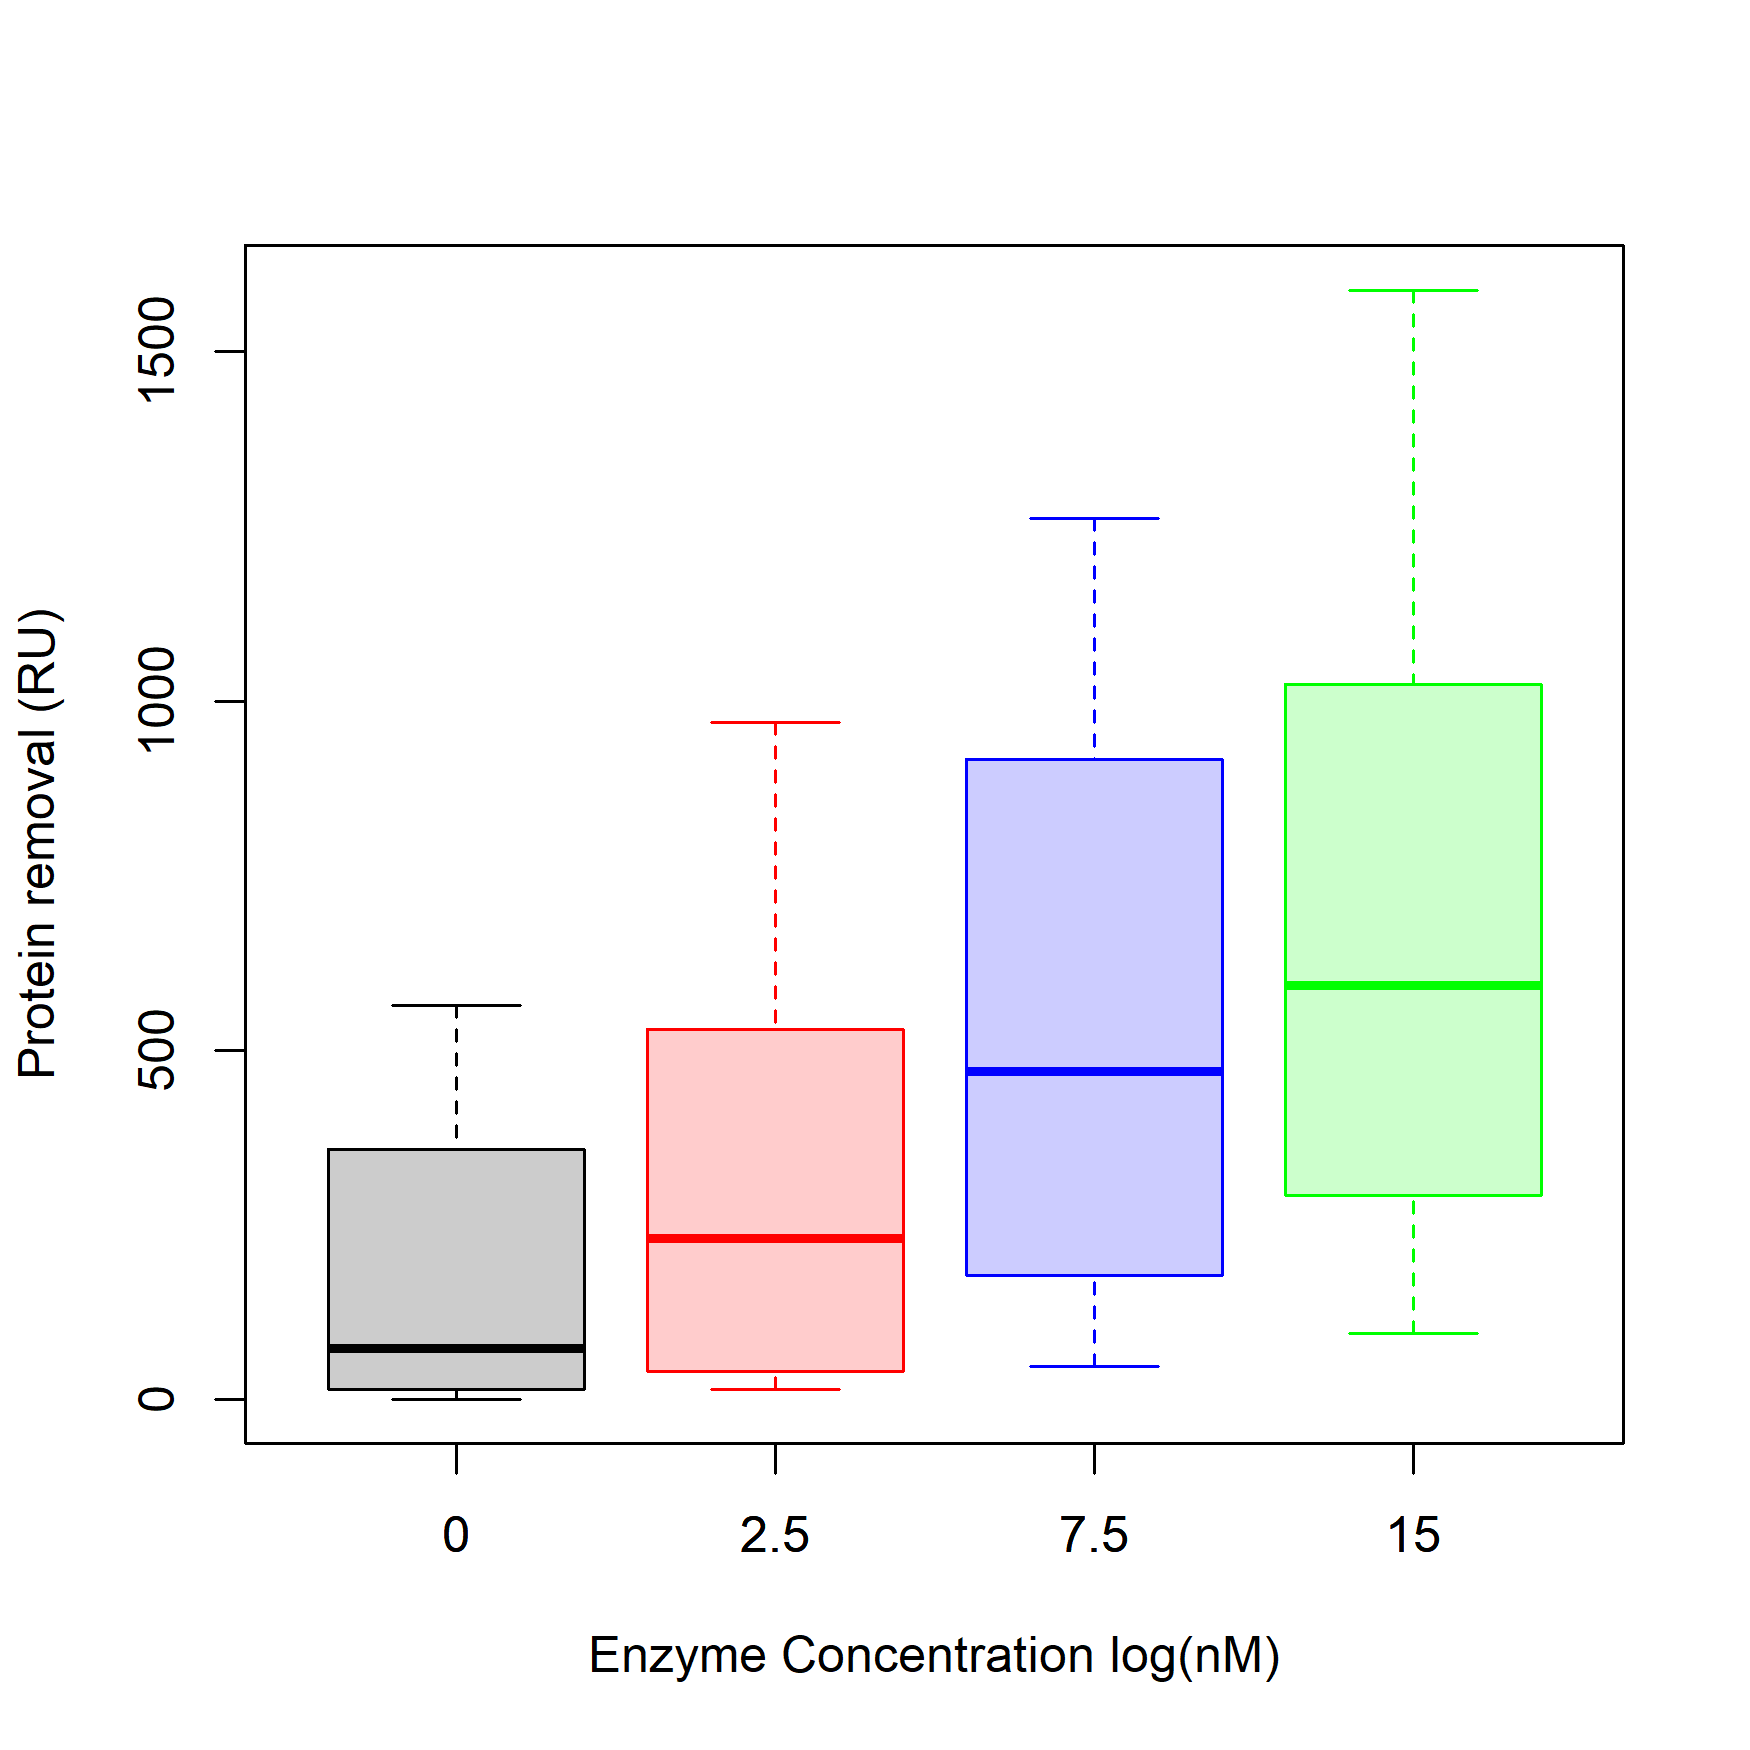 Protein removal (RU)
1500
1000
500
0
0 2.5 7.5 15
Enzyme Concentration log(nM)